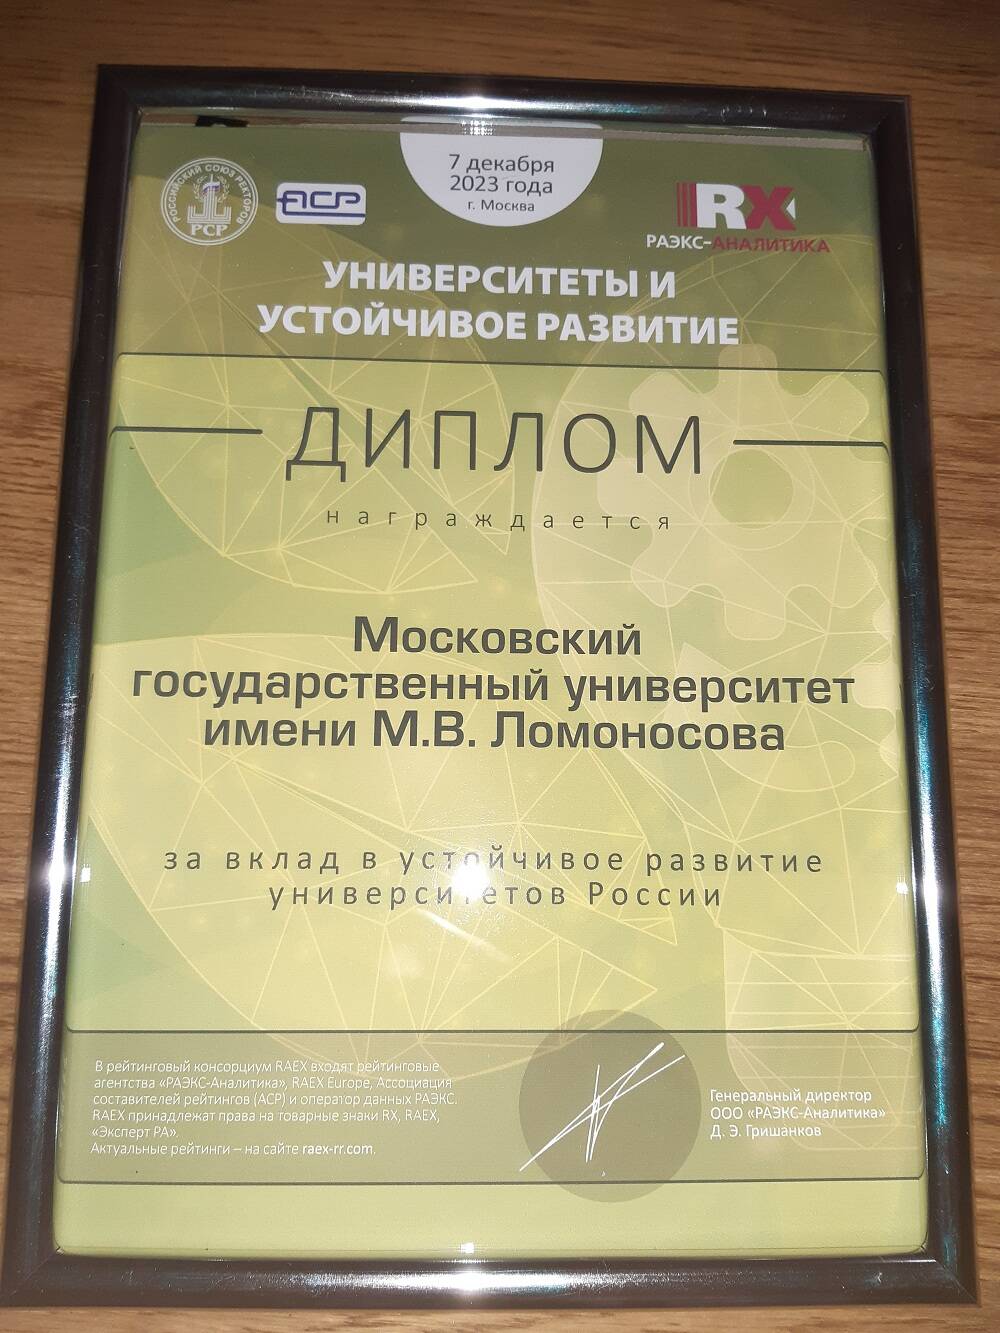 7 декабря
2023 года
г. Москва
РОССИЙСКИЙ СОЮЗ РЕКТОРОВ
РСР
АСР
RX
РАЭКС-АНАЛИТИКА
УНИВЕРСИТЕТЫ И
УСТОЙЧИВОЕ РАЗВИТИЕ
ДИПЛОМ
награждается
Московский
государственный университет
имени М.В. Ломоносова
за вклад в устойчивое развитие
университетов России
В рейтинговый консорциум RAEX входят рейтинговые
агентства «РАЭКС-Аналитика», RAEX Europe, Ассоциация
составителей рейтингов (АСР) и оператор данных РАЭКС.
RAEX принадлежат права на товарные знаки RX, RAEX,
«Эксперт РА».
Актуальные рейтинги – на сайте raex-rr.com.
Генеральный директор
ООО «РАЭКС-Аналитика»
Д. Э. Гришанков